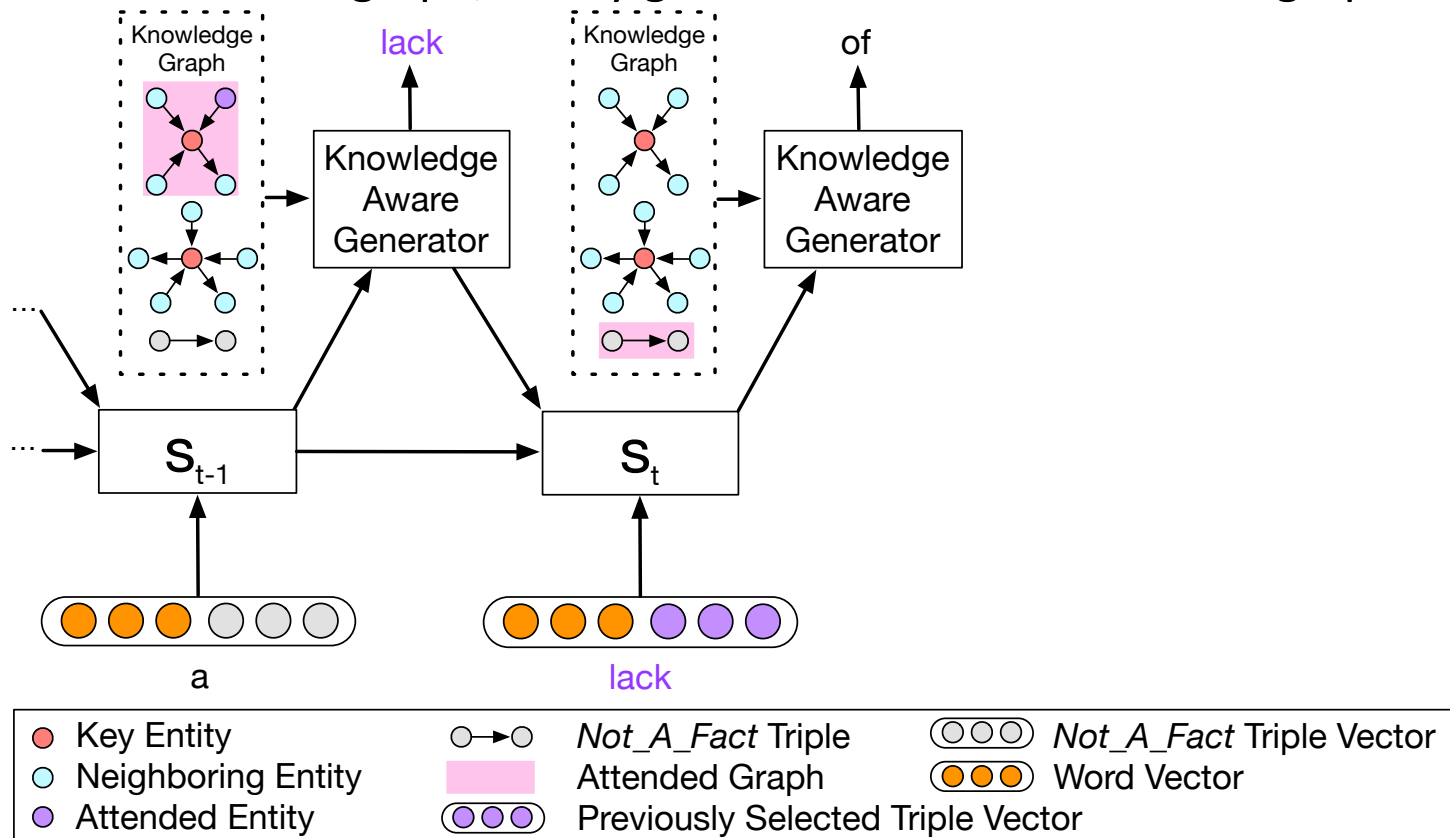 Knowledge
Graph
lack
Knowledge
Graph
of
Knowledge
Aware
Generator
Knowledge
Aware
Generator
...
...
S t-1
S t
a
lack
Key Entity
Not_A_Fact Triple
Not_A_Fact Triple Vector
Neighboring Entity
Attended Graph
Word Vector
Attended Entity
Previously Selected Triple Vector